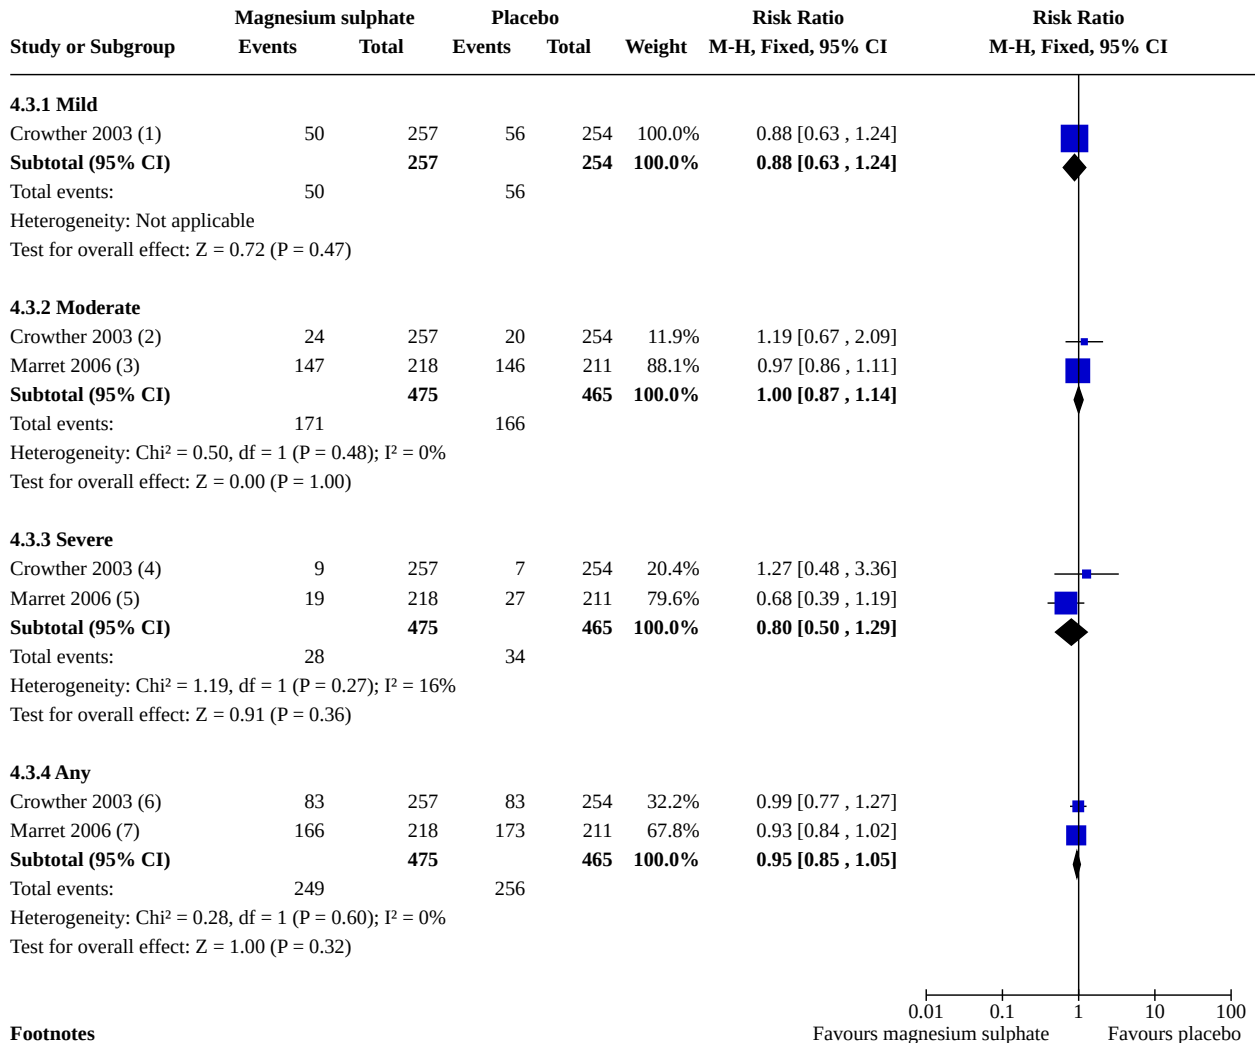 Magnesium sulphate Placebo Risk Ratio Risk Ratio
Study or Subgroup Events Total Events Total Weight M-H, Fixed, 95% CI M-H, Fixed, 95% CI
4.3.1 Mild
Crowther 2003 (1) 50 257 56 254 100.0% 0.88 [0.63 , 1.24]
Subtotal (95% CI) 257 254 100.0% 0.88 [0.63 , 1.24]
Total events: 50 56
Heterogeneity: Not applicable
Test for overall effect: Z = 0.72 (P = 0.47)
4.3.2 Moderate
Crowther 2003 (2) 24 257 20 254 11.9% 1.19 [0.67 , 2.09]
Marret 2006 (3) 147 218 146 211 88.1% 0.97 [0.86 , 1.11]
Subtotal (95% CI) 475 465 100.0% 1.00 [0.87 , 1.14]
Total events: 171 166
Heterogeneity: Chi² = 0.50, df = 1 (P = 0.48); I² = 0%
Test for overall effect: Z = 0.00 (P = 1.00)
4.3.3 Severe
Crowther 2003 (4) 9 257 7 254 20.4% 1.27 [0.48 , 3.36]
Marret 2006 (5) 19 218 27 211 79.6% 0.68 [0.39 , 1.19]
Subtotal (95% CI) 475 465 100.0% 0.80 [0.50 , 1.29]
Total events: 28 34
Heterogeneity: Chi² = 1.19, df = 1 (P = 0.27); I² = 16%
Test for overall effect: Z = 0.91 (P = 0.36)
4.3.4 Any
Crowther 2003 (6) 83 257 83 254 32.2% 0.99 [0.77 , 1.27]
Marret 2006 (7) 166 218 173 211 67.8% 0.93 [0.84 , 1.02]
Subtotal (95% CI) 475 465 100.0% 0.95 [0.85 , 1.05]
Total events: 249 256
Heterogeneity: Chi² = 0.28, df = 1 (P = 0.60); I² = 0%
Test for overall effect: Z = 1.00 (P = 0.32)
0.01 0.1 1 10 100
Footnotes Favours magnesium sulphate Favours placebo